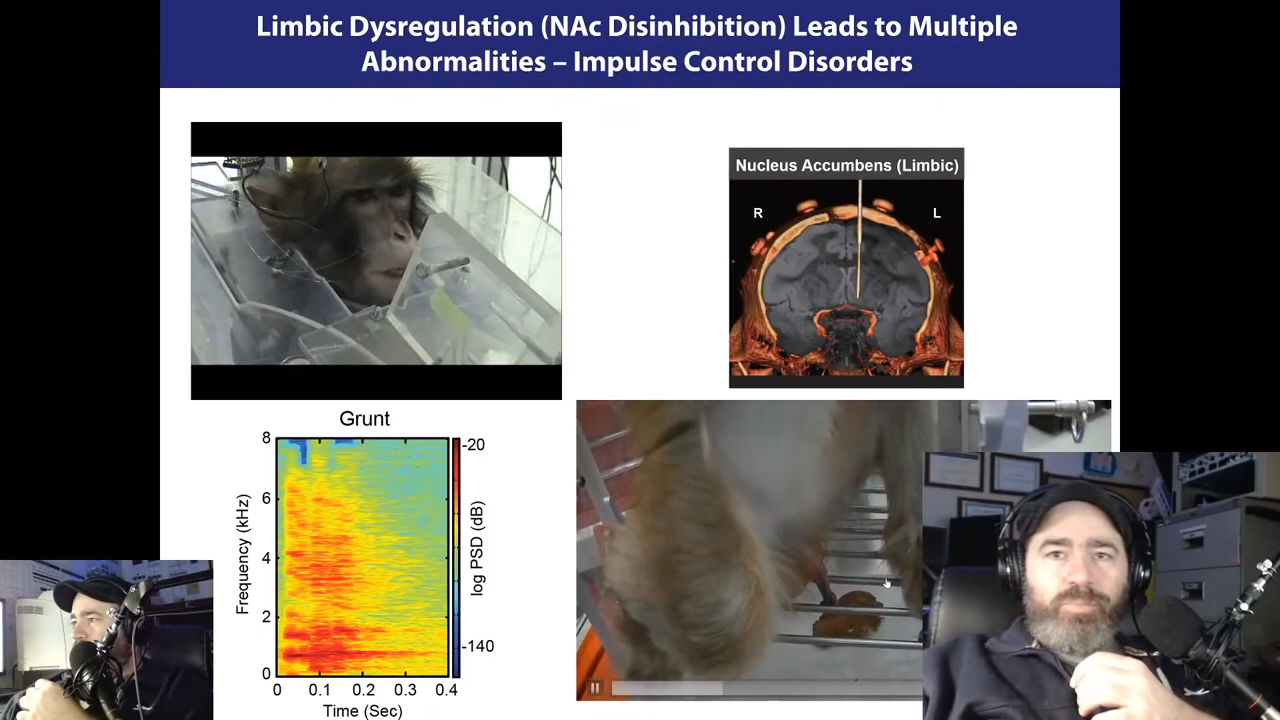 Limbic Dysregulation (NAc Disinhibition) Leads to Multiple
Abnormalities – Impulse Control Disorders
Nucleus Accumbens (Limbic)
R
L
Grunt
8
6
4
2
0
Frequency (kHz)
0
0.1
0.2
0.3
0.4
Time (Sec)
-20
-140
log PSD (dB)